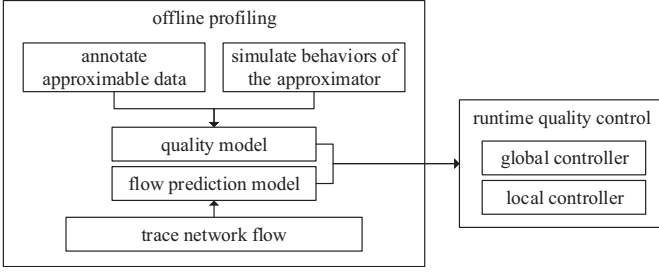 offline profiling
annotate
approximable data
simulate behaviors of
the approximator
quality model
flow prediction model
trace network flow
runtime quality control
global controller
local controller